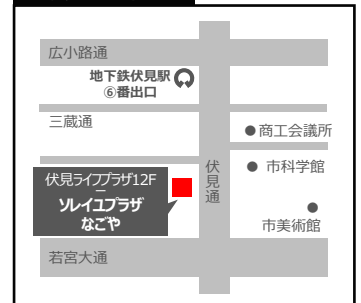 広小路通
地下鉄伏見駅
⑥番出口
三蔵通
●商工会議所
伏見通
● 市科学館
伏見ライフプラザ12F
ソレイユプラザ
なごや
●
市美術館
若宮大通